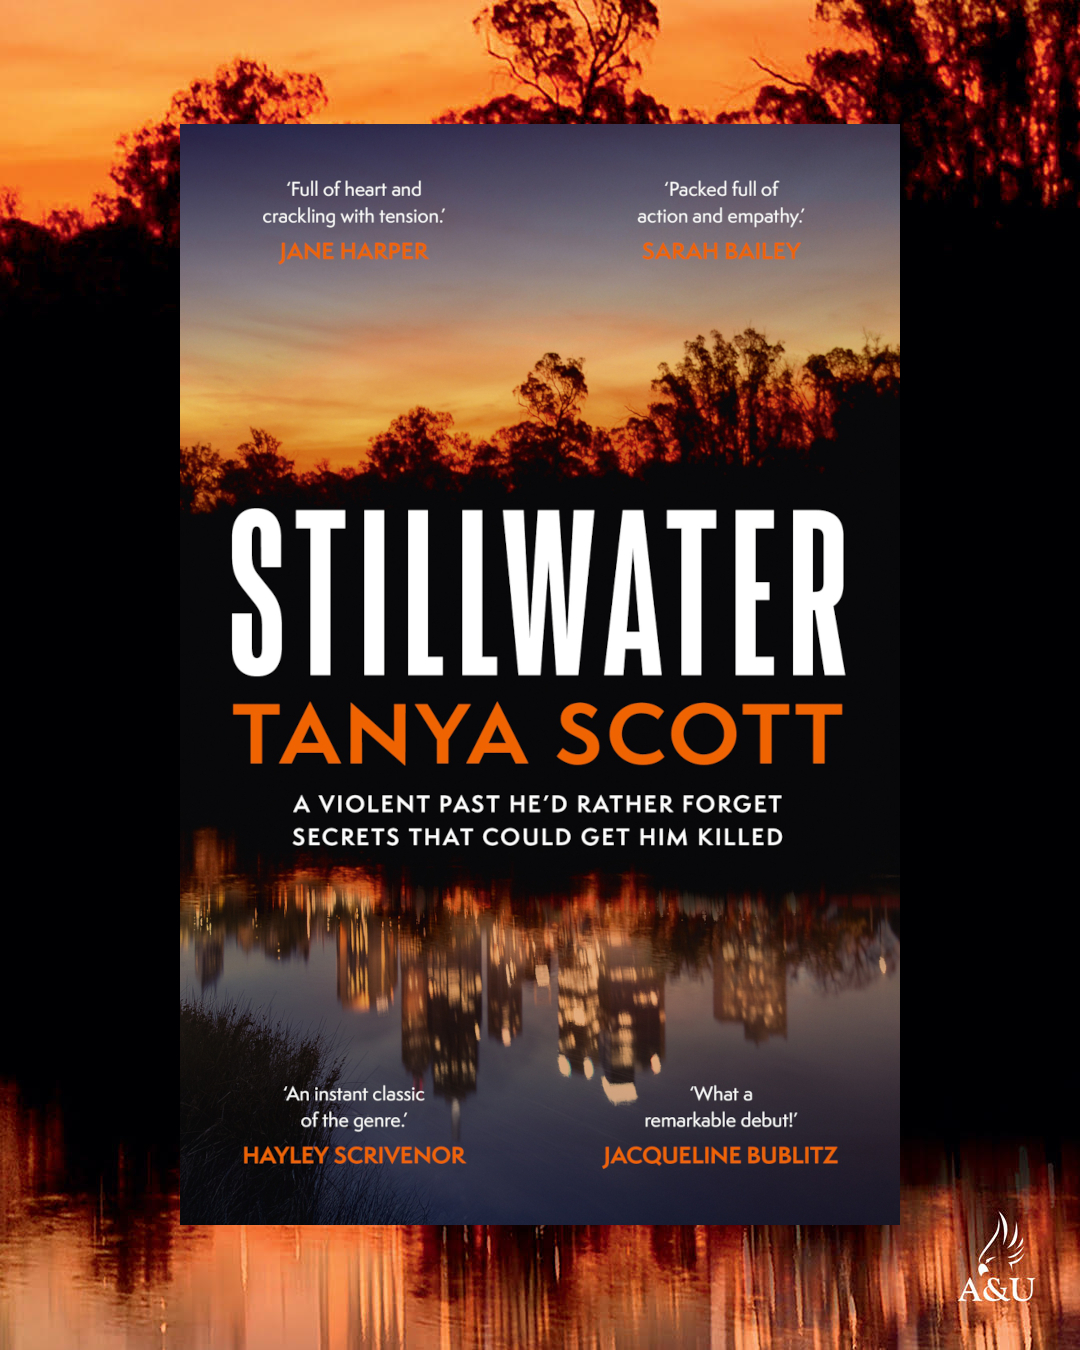 ‘Full of heart and
crackling with tension.’
JANE HARPER
‘Packed full of
action and empathy.’
SARAH BAILEY
STILLWATER
TANYA SCOTT
A VIOLENT PAST HE’D RATHER FORGET
SECRETS THAT COULD GET HIM KILLED
‘An instant classic
of the genre.’
HAYLEY SCRIVENOR
‘What a
remarkable debut!’
JACQUELINE BUBLITZ
A&U